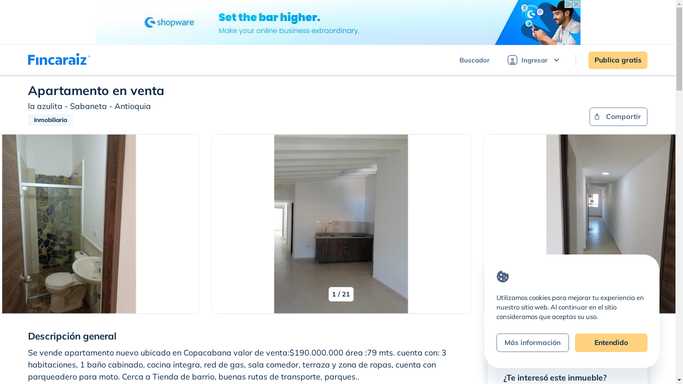 shopware
Set the bar higher.
Make your online business extraordinary.
Fincaraiz
Buscador
Ingresar
Publica gratis
Apartamento en venta
la azulita - Sabaneta - Antioquia
Inmobiliaria
Compartir
1 / 21
Utilizamos cookies para mejorar tu experiencia en
nuestro sitio web. Al continuar en el sitio
consideramos que aceptas su uso.
Más información
Entendido
Descripción general
Se vende apartamento nuevo ubicada en Copacabana valor de venta:$190.000.000 área :79 mts. cuenta con: 3
habitaciones, 1 baño cabinado, cocina integra, red de gas, sala comedor, terraza y zona de ropas, cuenta con
parqueadero para moto. Cerca a Tienda de barrio, buenas rutas de transporte, parques..
¿Te interesó este inmueble?